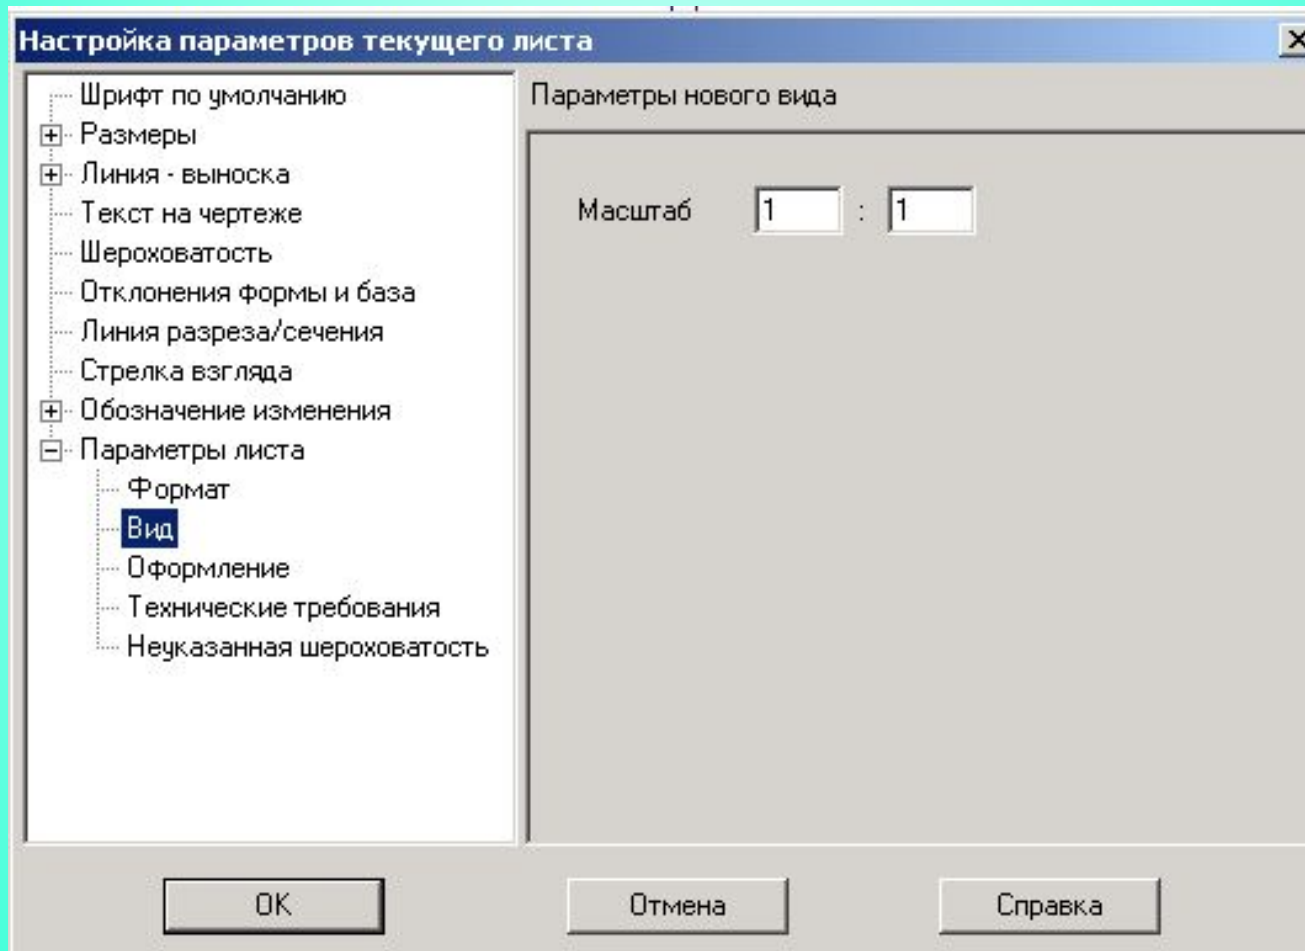 Настройка параметров текущего листа
Шрифт по умолчанию
Размеры
Линия - выноска
Текст на чертеже
Шероховатость
Отклонения формы и база
Линия разреза/сечения
Стрелка взгляда
Обозначение изменения
Параметры листа
Формат
Вид
Оформление
Технические требования
Неуказанная шероховатость
Параметры нового вида
Масштаб 1 : 1
OK Отмена Справка